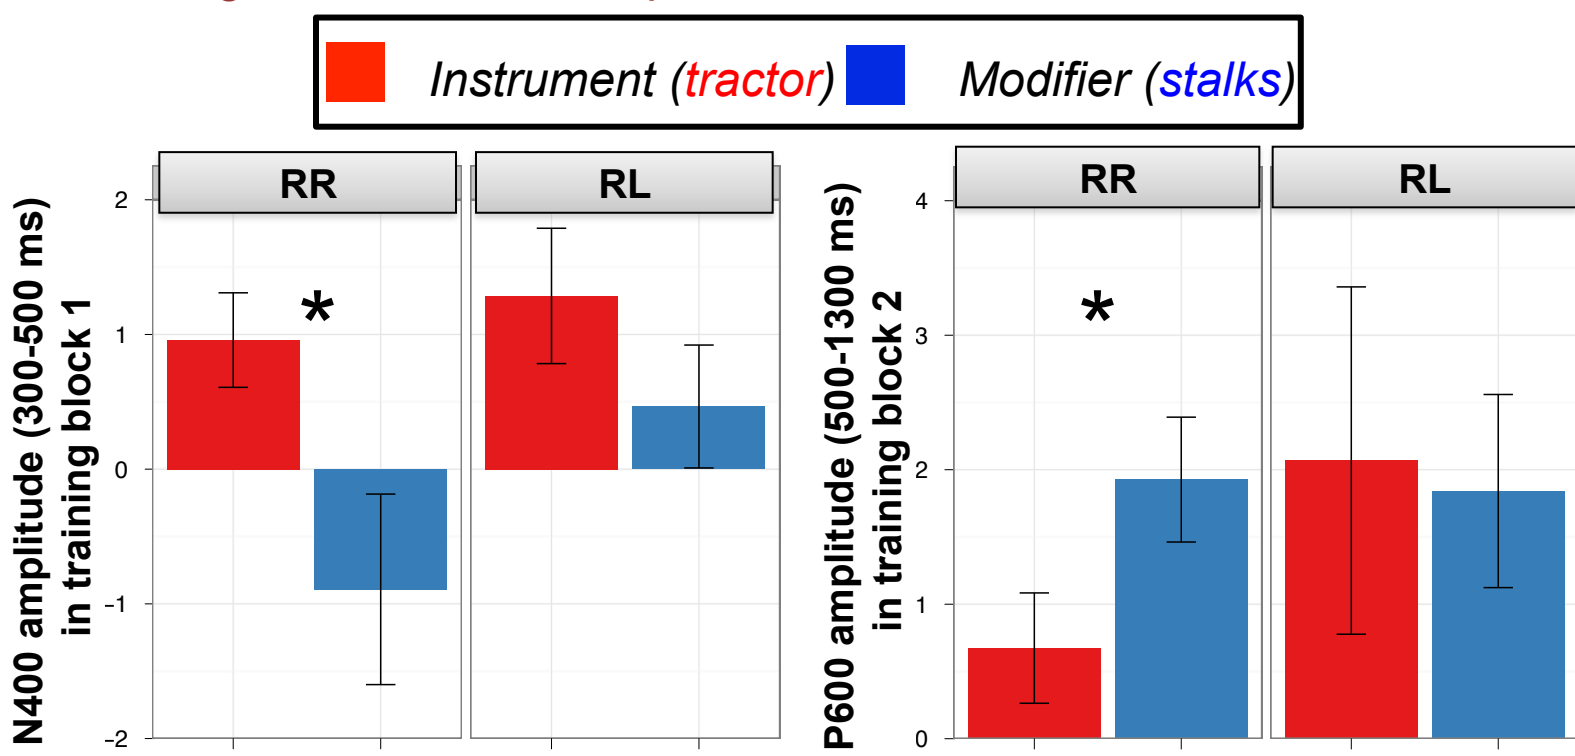 Instrument (tractor) Modifier (stalks)
N400 amplitude (300-500 ms)
in training block 1
RR RL
2
1
*
0
-1
-2
P600 amplitude (500-1300 ms)
in training block 2
RR RL
4
3
*
2
1
0